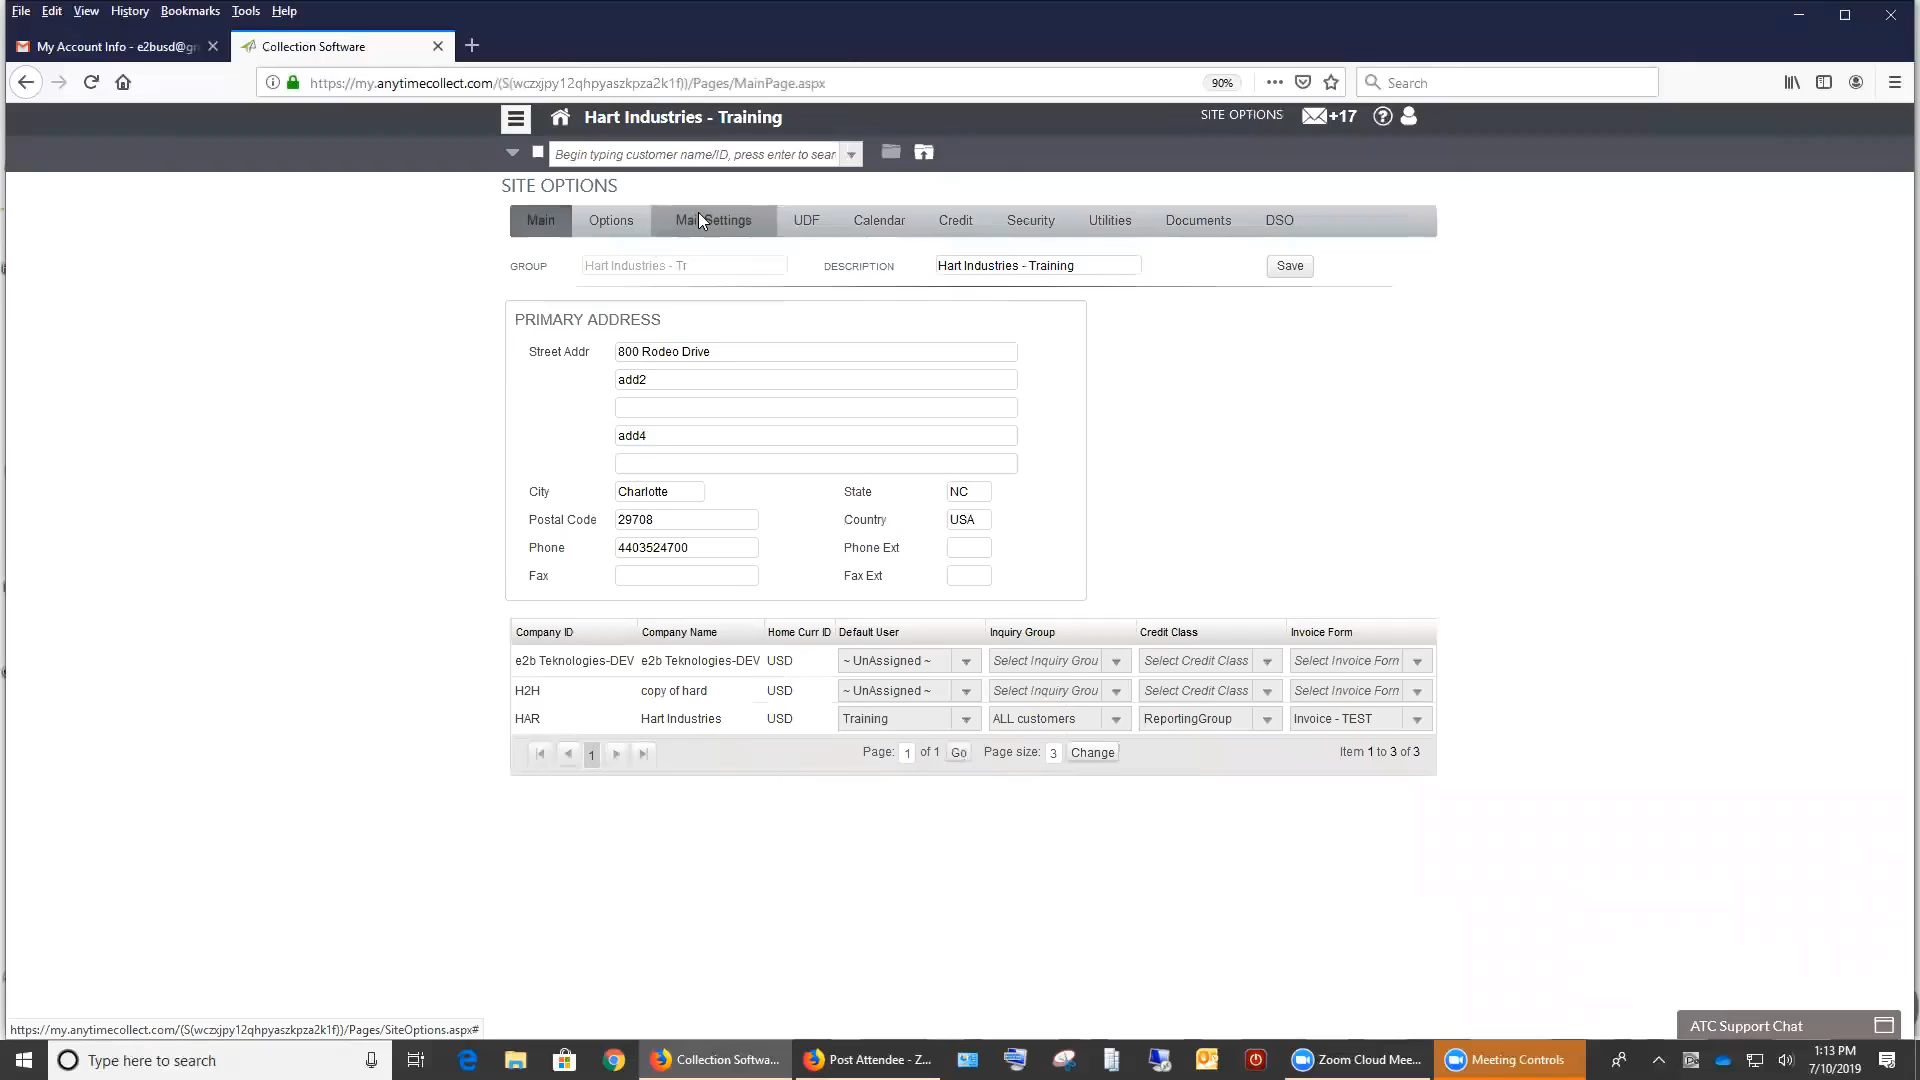 File Edit View History Bookmarks Tools Help
My Account Info - e2busd@gr
Collection Software
https://my.anytimecollect.com/(S(wczxjpy12qhpyaszkpza2k1f))/Pages/MainPage.aspx 90% Search
Hart Industries - Training SITE OPTIONS +17
Begin typing customer name/ID, press enter to sear
SITE OPTIONS
Main Options Settings UDF Calendar Credit Security Utilities Documents DSO
GROUP Hart Industries - Tr DESCRIPTION Hart Industries - Training Save
PRIMARY ADDRESS
Street Addr 800 Rodeo Drive
add2
add4
City Charlotte State NC
Postal Code 29708 Country USA
Phone 4403524700 Phone Ext
Fax Fax Ext
Company ID Company Name Home Curr ID Default User Inquiry Group Credit Class Invoice Form
e2b Teknologies-DEV e2b Teknologies-DEV USD ~ UnAssigned ~ Select Inquiry Grou Select Credit Class Select Invoice Forn
H2H copy of hard USD ~ UnAssigned ~ Select Inquiry Grou Select Credit Class Select Invoice Forn
HAR Hart Industries USD Training ALL customers ReportingGroup Invoice - TEST
1 Page: 1 of 1 Go Page size: 3 Change Item 1 to 3 of 3
https://my.anytimecollect.com/(S(wczxjpy12qhpyaszkpza2k1f))/Pages/SiteOptions.aspx#
ATC Support Chat
Type here to search Collection Softwa... Post Attendee - Z... Zoom Cloud Mee... Meeting Controls 1:13 PM
7/10/2019